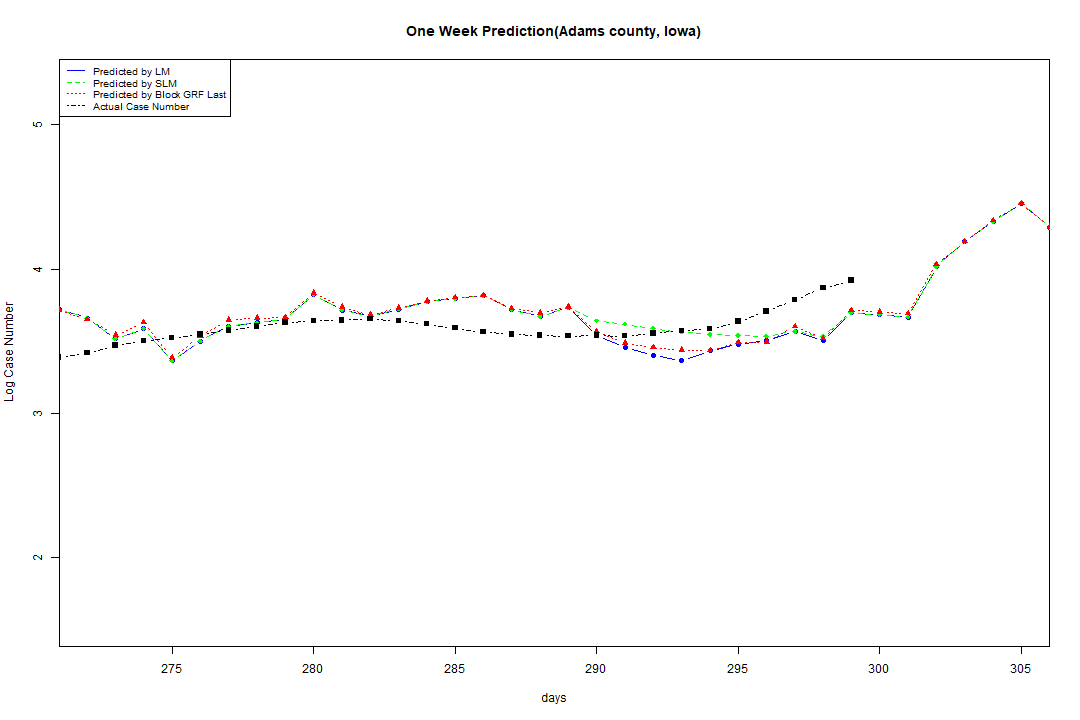 One Week Prediction(Adams county, Iowa)
Predicted by LM
Predicted by SLM
Predicted by Block GRF Last
Actual Case Number
5
4
3
2
Log Case Number
275 280 285 290 295 300 305
days